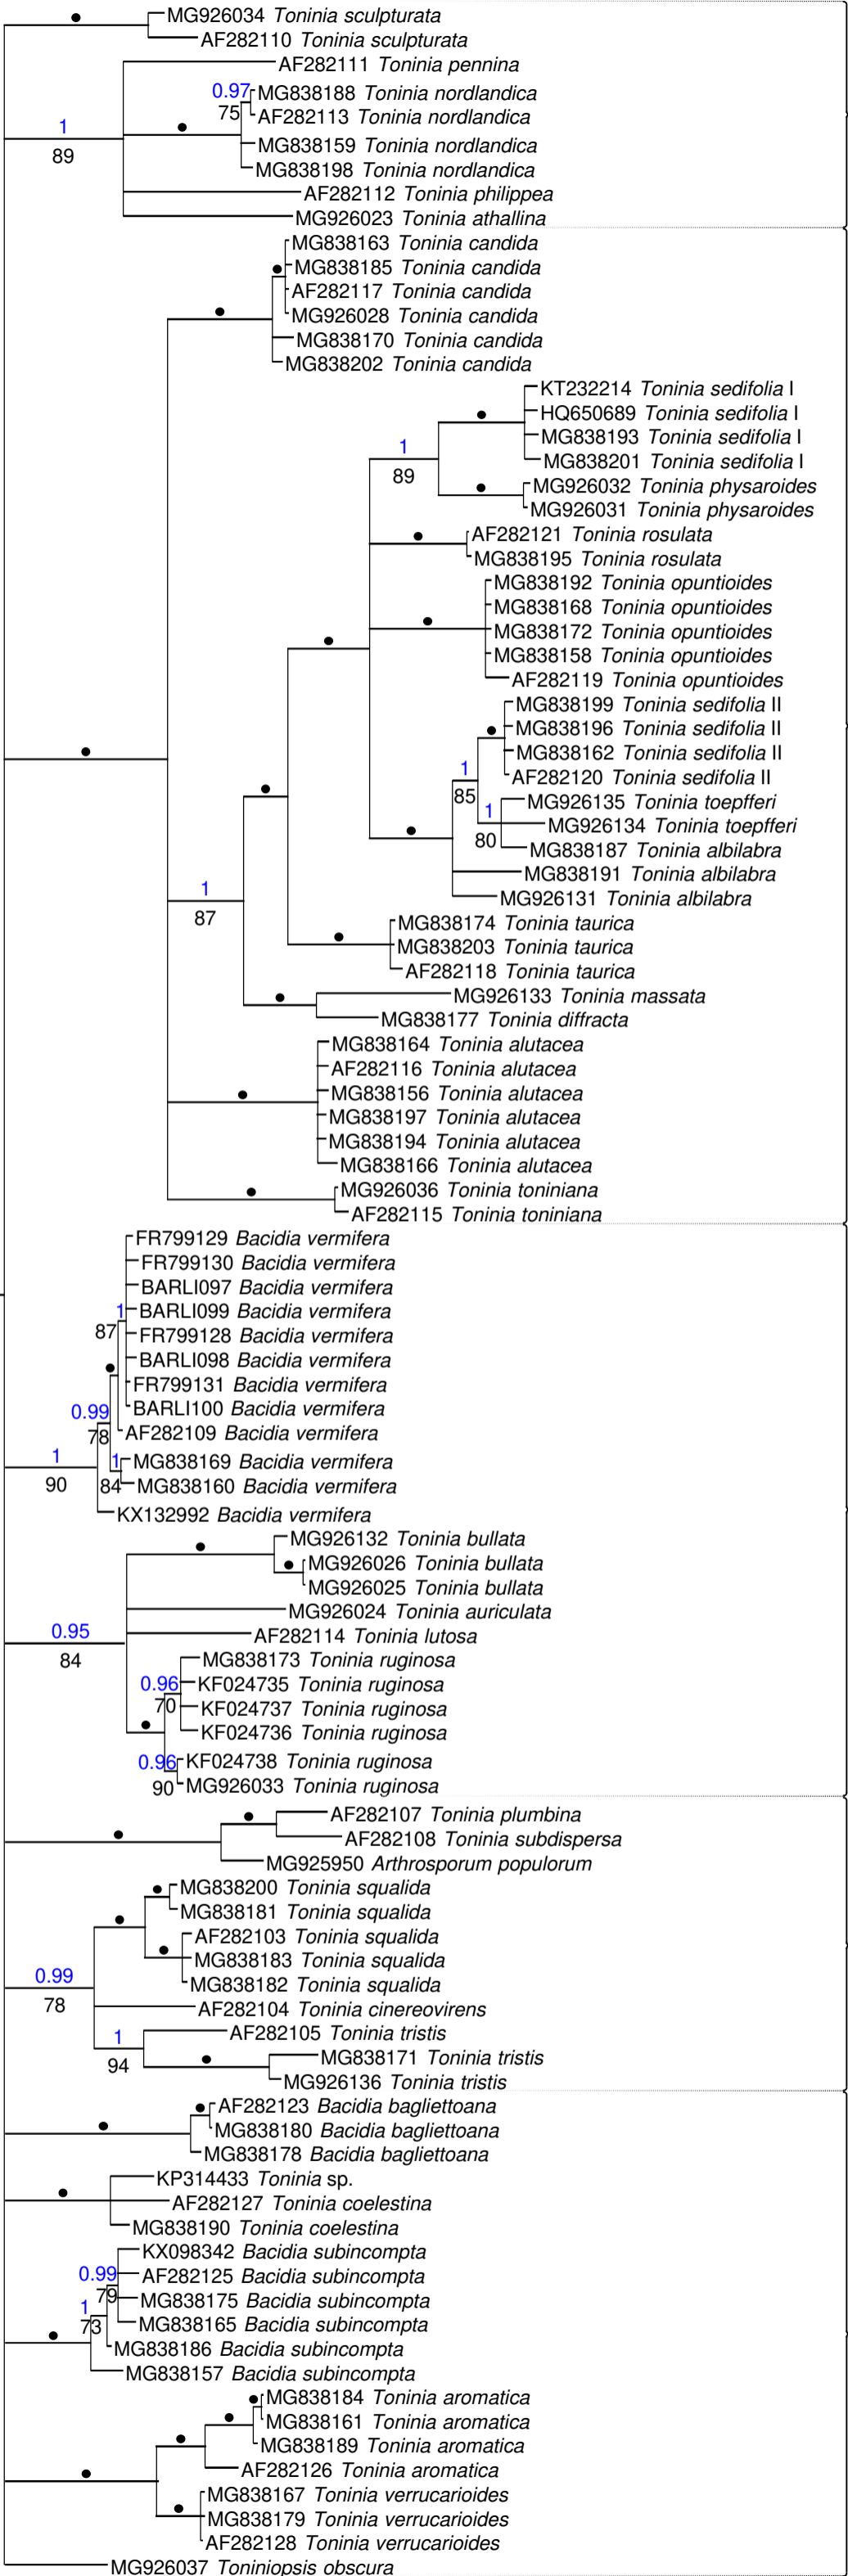 MG926034 Toninia sculpturata
AF282110 Toninia sculpturata
AF282111 Toninia pennina
0.97 MG838188 Toninia nordlandica
75 AF282113 Toninia nordlandica
1
MG838159 Toninia nordlandica
89
MG838198 Toninia nordlandica
AF282112 Toninia philippea
MG926023 Toninia athallina
MG838163 Toninia candida
MG838185 Toninia candida
AF282117 Toninia candida
MG926028 Toninia candida
MG838170 Toninia candida
MG838202 Toninia candida
KT232214 Toninia sedifolia I
HQ650689 Toninia sedifolia I
MG838193 Toninia sedifolia I
1
MG838201 Toninia sedifolia I
89
MG926032 Toninia physaroides
MG926031 Toninia physaroides
AF282121 Toninia rosulata
MG838195 Toninia rosulata
MG838192 Toninia opuntioides
MG838168 Toninia opuntioides
MG838172 Toninia opuntioides
MG838158 Toninia opuntioides
AF282119 Toninia opuntioides
MG838199 Toninia sedifolia II
MG838196 Toninia sedifolia II
MG838162 Toninia sedifolia II
1
AF282120 Toninia sedifolia II
85
MG926135 Toninia toepfferi
1
MG926134 Toninia toepfferi
80
MG838187 Toninia albilabra
MG838191 Toninia albilabra
1
MG926131 Toninia albilabra
87
MG838174 Toninia taurica
MG838203 Toninia taurica
AF282118 Toninia taurica
MG926133 Toninia massata
MG838177 Toninia diffracta
MG838164 Toninia alutacea
AF282116 Toninia alutacea
MG838156 Toninia alutacea
MG838197 Toninia alutacea
MG838194 Toninia alutacea
MG838166 Toninia alutacea
MG926036 Toninia toniniana
AF282115 Toninia toniniana
FR799129 Bacidia vermifera
FR799130 Bacidia vermifera
BARLI097 Bacidia vermifera
1 BARLI099 Bacidia vermifera
87 FR799128 Bacidia vermifera
BARLI098 Bacidia vermifera
FR799131 Bacidia vermifera
0.99 BARLI100 Bacidia vermifera
78 AF282109 Bacidia vermifera
1 1 MG838169 Bacidia vermifera
90 84 MG838160 Bacidia vermifera
KX132992 Bacidia vermifera
MG926132 Toninia bullata
MG926026 Toninia bullata
MG926025 Toninia bullata
MG926024 Toninia auriculata
0.95
AF282114 Toninia lutosa
84 MG838173 Toninia ruginosa
0.96 KF024735 Toninia ruginosa
70 KF024737 Toninia ruginosa
KF024736 Toninia ruginosa
0.96 KF024738 Toninia ruginosa
90 MG926033 Toninia ruginosa
AF282107 Toninia plumbina
AF282108 Toninia subdispersa
MG925950 Arthrosporum populorum
MG838200 Toninia squalida
MG838181 Toninia squalida
AF282103 Toninia squalida
MG838183 Toninia squalida
0.99
MG838182 Toninia squalida
78
AF282104 Toninia cinereovirens
1 AF282105 Toninia tristis
94 MG838171 Toninia tristis
MG926136 Toninia tristis
AF282123 Bacidia bagliettoana
MG838180 Bacidia bagliettoana
MG838178 Bacidia bagliettoana
KP314433 Toninia sp.
AF282127 Toninia coelestina
MG838190 Toninia coelestina
KX098342 Bacidia subincompta
0.99 AF282125 Bacidia subincompta
79 MG838175 Bacidia subincompta
1
73 MG838165 Bacidia subincompta
MG838186 Bacidia subincompta
MG838157 Bacidia subincompta
MG838184 Toninia aromatica
MG838161 Toninia aromatica
MG838189 Toninia aromatica
AF282126 Toninia aromatica
MG838167 Toninia verrucarioides
MG838179 Toninia verrucarioides
AF282128 Toninia verrucarioides
MG926037 Toniniopsis obscura